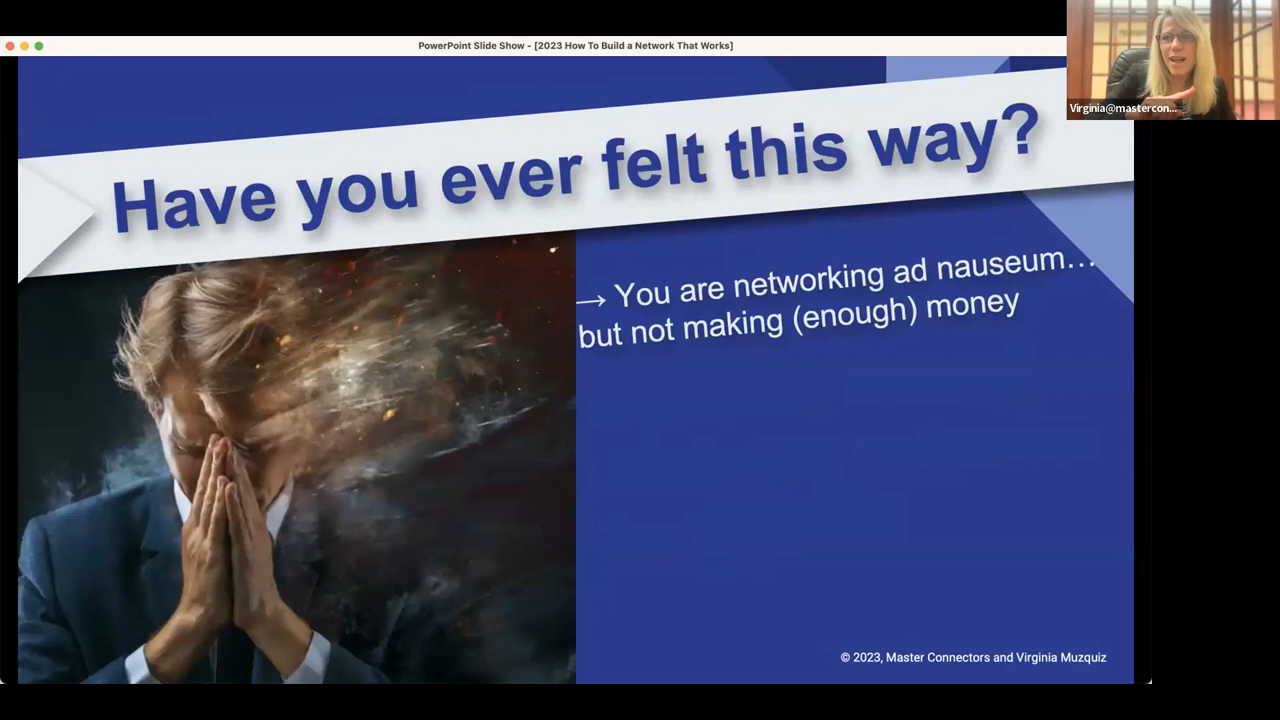 PowerPoint Slide Show - [2023 How To Build a Network That Works]
Virginia@mastercon...
Have you ever felt this way?
→ You are networking ad nauseum…
but not making (enough) money
© 2023, Master Connectors and Virginia Muzquiz